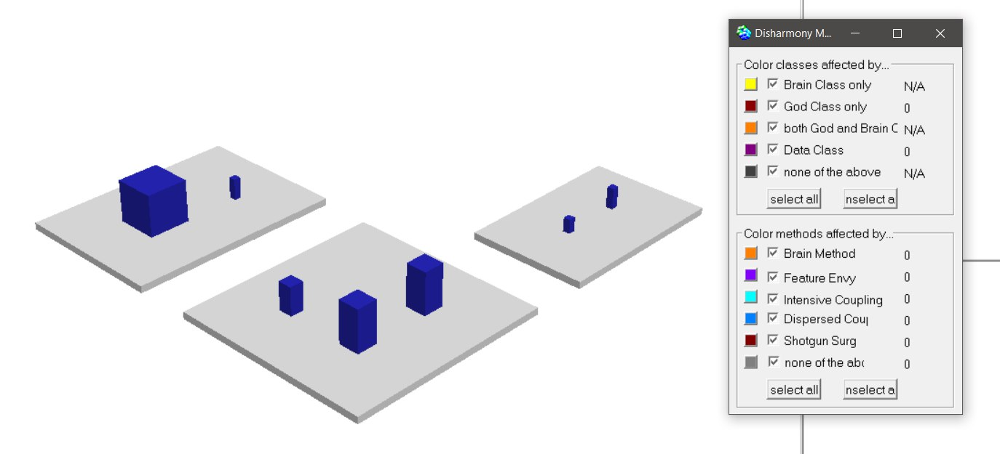 Disharmony M...
Color classes affected by...
Brain Class only N/A
God Class only 0
both God and Brain C N/A
Data Class 0
none of the above N/A
select all nselect a
Color methods affected by...
Brain Method 0
Feature Envy 0
Intensive Coupling 0
Dispersed Coup 0
Shotgun Surg 0
none of the abc 0
select all nselect a